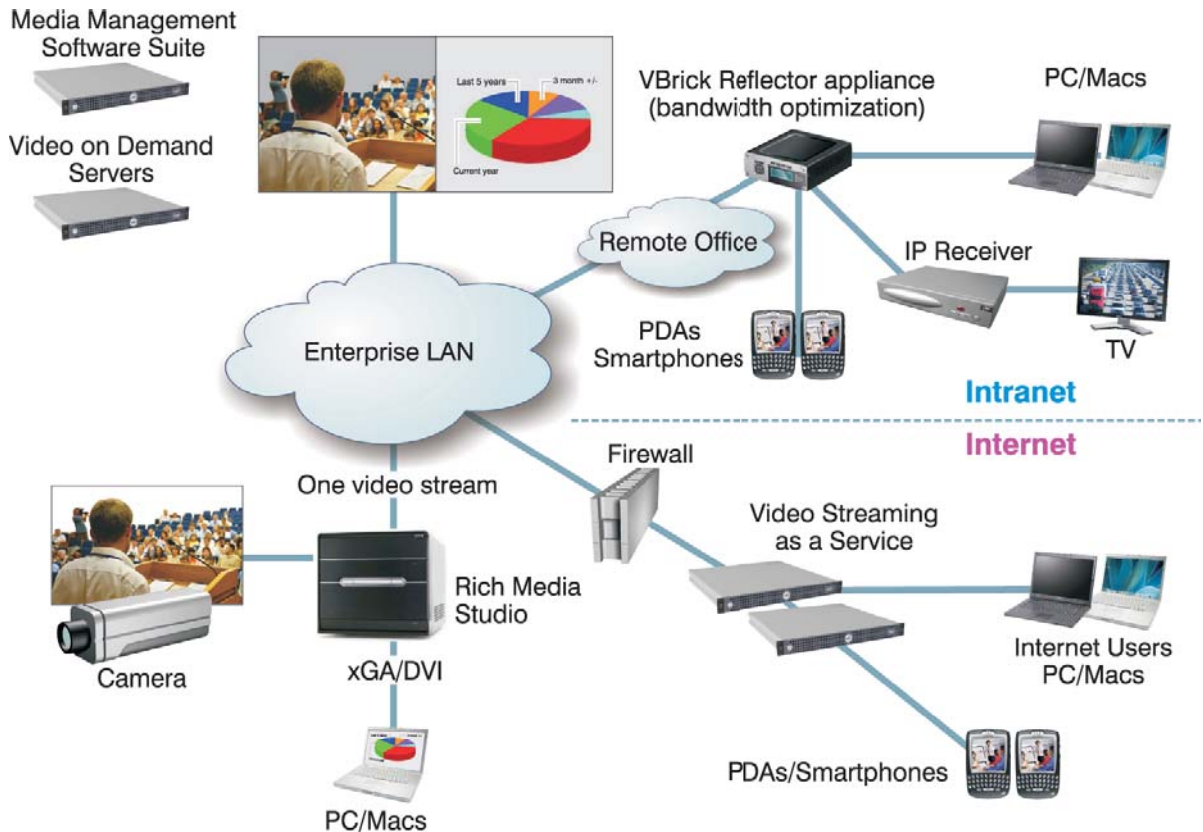 Media Management
Software Suite
Video on Demand
Servers
Last 5 years
3 month +/-
Current year
VBrick Reflector appliance
(bandwidth optimization)
PC/Macs
Remote Office
IP Receiver
TV
PDAs
Smartphones
Enterprise LAN
Intranet
Internet
Firewall
One video stream
Video Streaming
as a Service
Rich Media
Studio
Camera
xGA/DVI
Internet Users
PC/Macs
PDAs/Smartphones
PC/Macs